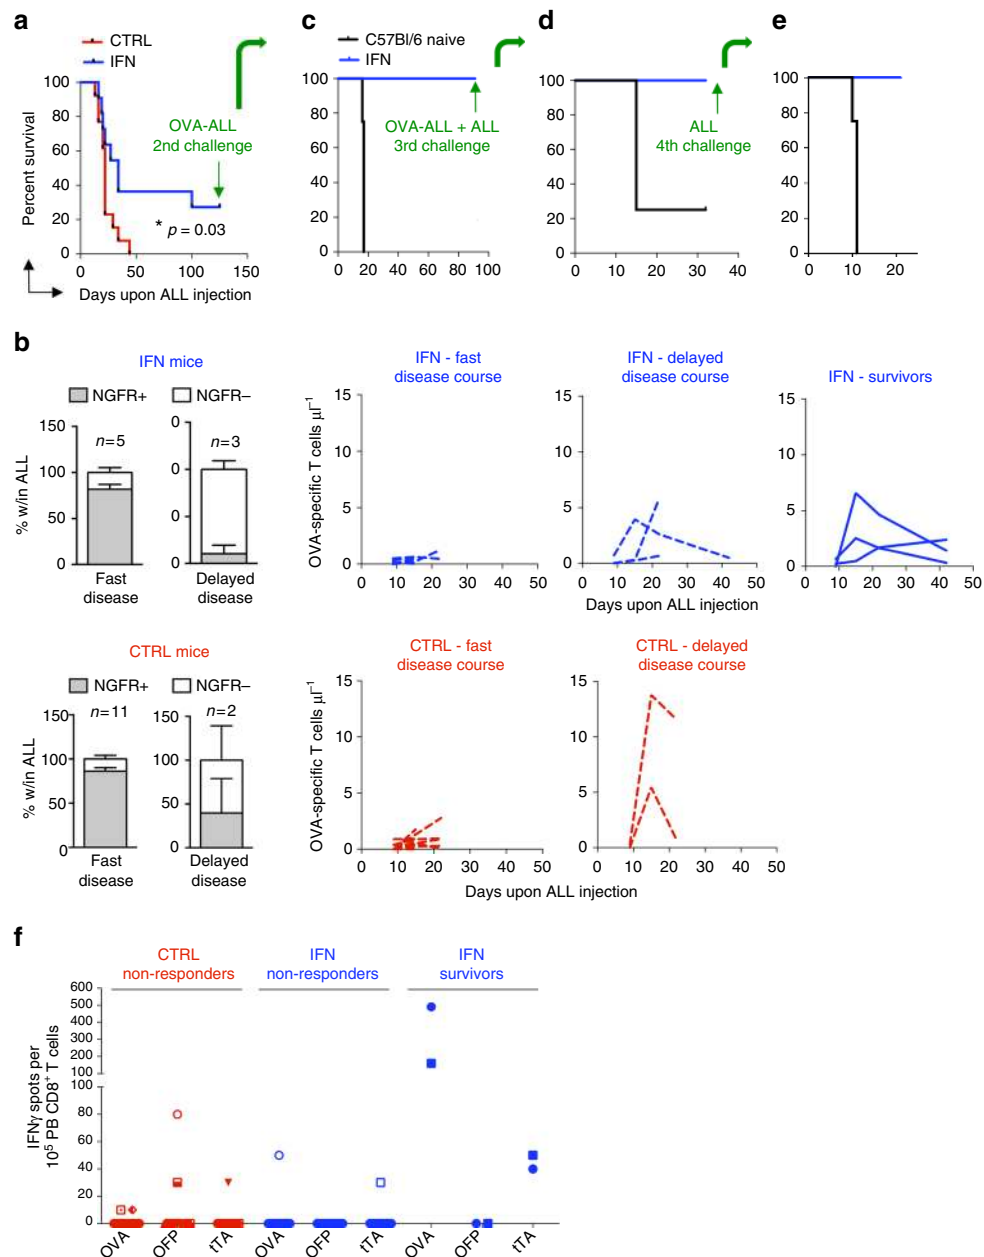 a
CTRL
IFN
OVA-ALL
2nd challenge
* p = 0.03
Percent survival
100
80
60
40
20
0
0 50 100 150
Days upon ALL injection
c
C57Bl/6 naive
IFN
OVA-ALL + ALL
3rd challenge
100
80
60
40
20
0
0 20 40 60 80 100
d
ALL
4th challenge
100
80
60
40
20
0
0 10 20 30 40
e
100
80
60
40
20
0
0 10 20
b
IFN mice
NGFR+ NGFR–
% w/in ALL
150
100
50
0
n=5
Fast
disease
0
0
0
0
n=3
Delayed
disease
IFN - fast
disease course
OVA-specific T cells µl–1
15
10
5
0
0 10 20 30 40 50
IFN - delayed
disease course
15
10
5
0
0 10 20 30 40 50
IFN - survivors
15
10
5
0
0 10 20 30 40 50
Days upon ALL injection
CTRL mice
NGFR+ NGFR–
% w/in ALL
150
100
50
0
n=11
Fast
disease
150
100
50
0
n=2
Delayed
disease
CTRL - fast
disease course
OVA-specific T cells µl–1
15
10
5
0
0 10 20 30 40 50
CTRL - delayed
disease course
15
10
5
0
0 10 20 30 40 50
Days upon ALL injection
f
CTRL
non-responders
IFN
non-responders
IFN
survivors
IFNγ spots per
10⁵ PB CD8⁺ T cells
600
500
400
300
200
100
100
80
60
40
20
0
OVA OFP tTA OVA OFP tTA OVA OFP tTA